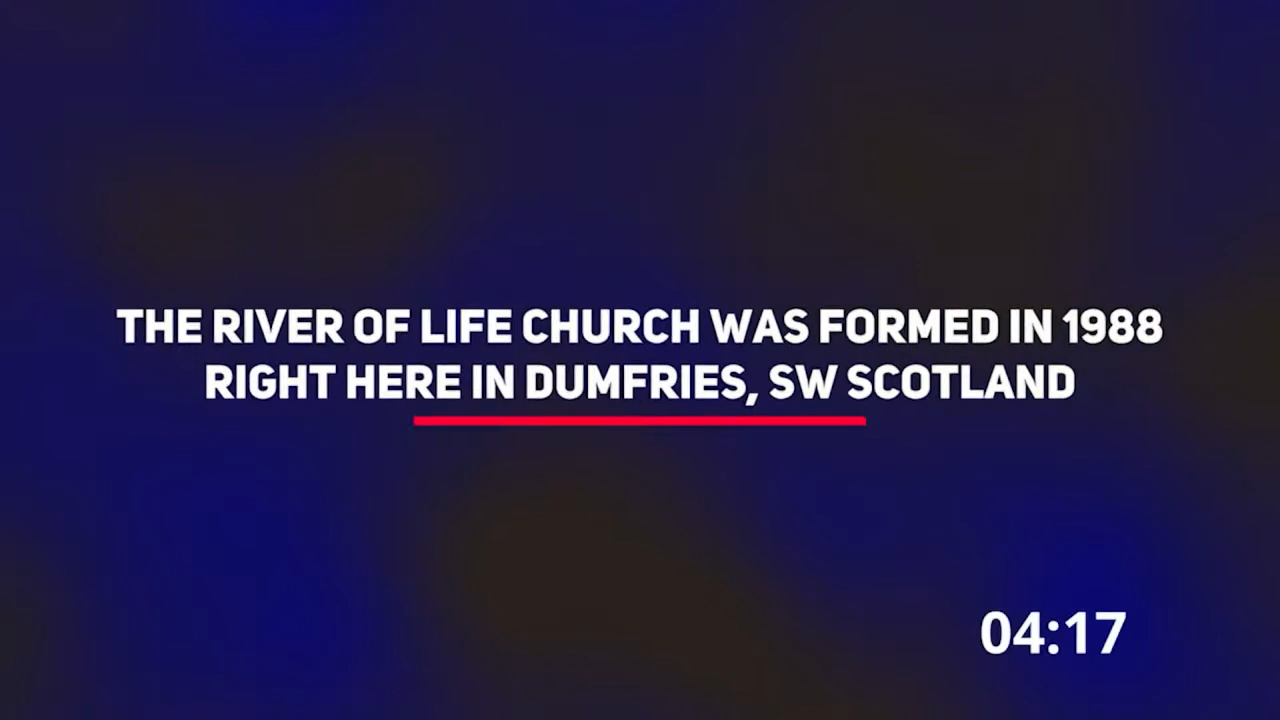 THE RIVER OF LIFE CHURCH WAS FORMED IN 1988
RIGHT HERE IN DUMFRIES, SW SCOTLAND
04:17